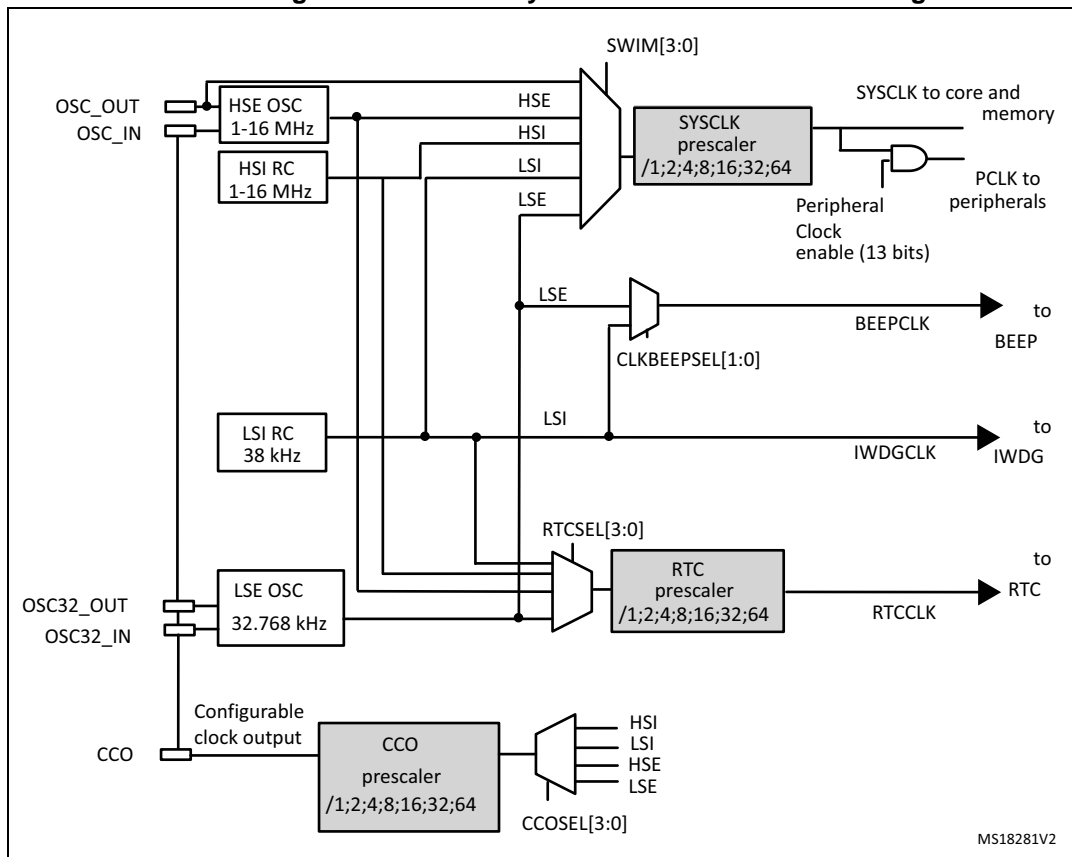 SWIM[3:0]
OSC_OUT
OSC_IN
HSE OSC
1-16 MHz
HSI RC
1-16 MHz
HSE
HSI
LSI
LSE
SYSCLK
prescaler
/1;2;4;8;16;32;64
SYSCLK to core and
memory
PCLK to
peripherals
Peripheral
Clock
enable (13 bits)
LSE
BEEPCLK
to
BEEP
CLKBEEPSEL[1:0]
LSI RC
38 kHz
LSI
IWDGCLK
to
IWDG
RTCSEL[3:0]
OSC32_OUT
OSC32_IN
LSE OSC
32.768 kHz
RTC
prescaler
/1;2;4;8;16;32;64
RTCCLK
to
RTC
Configurable
clock output
CCO
CCO
prescaler
/1;2;4;8;16;32;64
HSI
LSI
HSE
LSE
CCOSEL[3:0]
MS18281V2